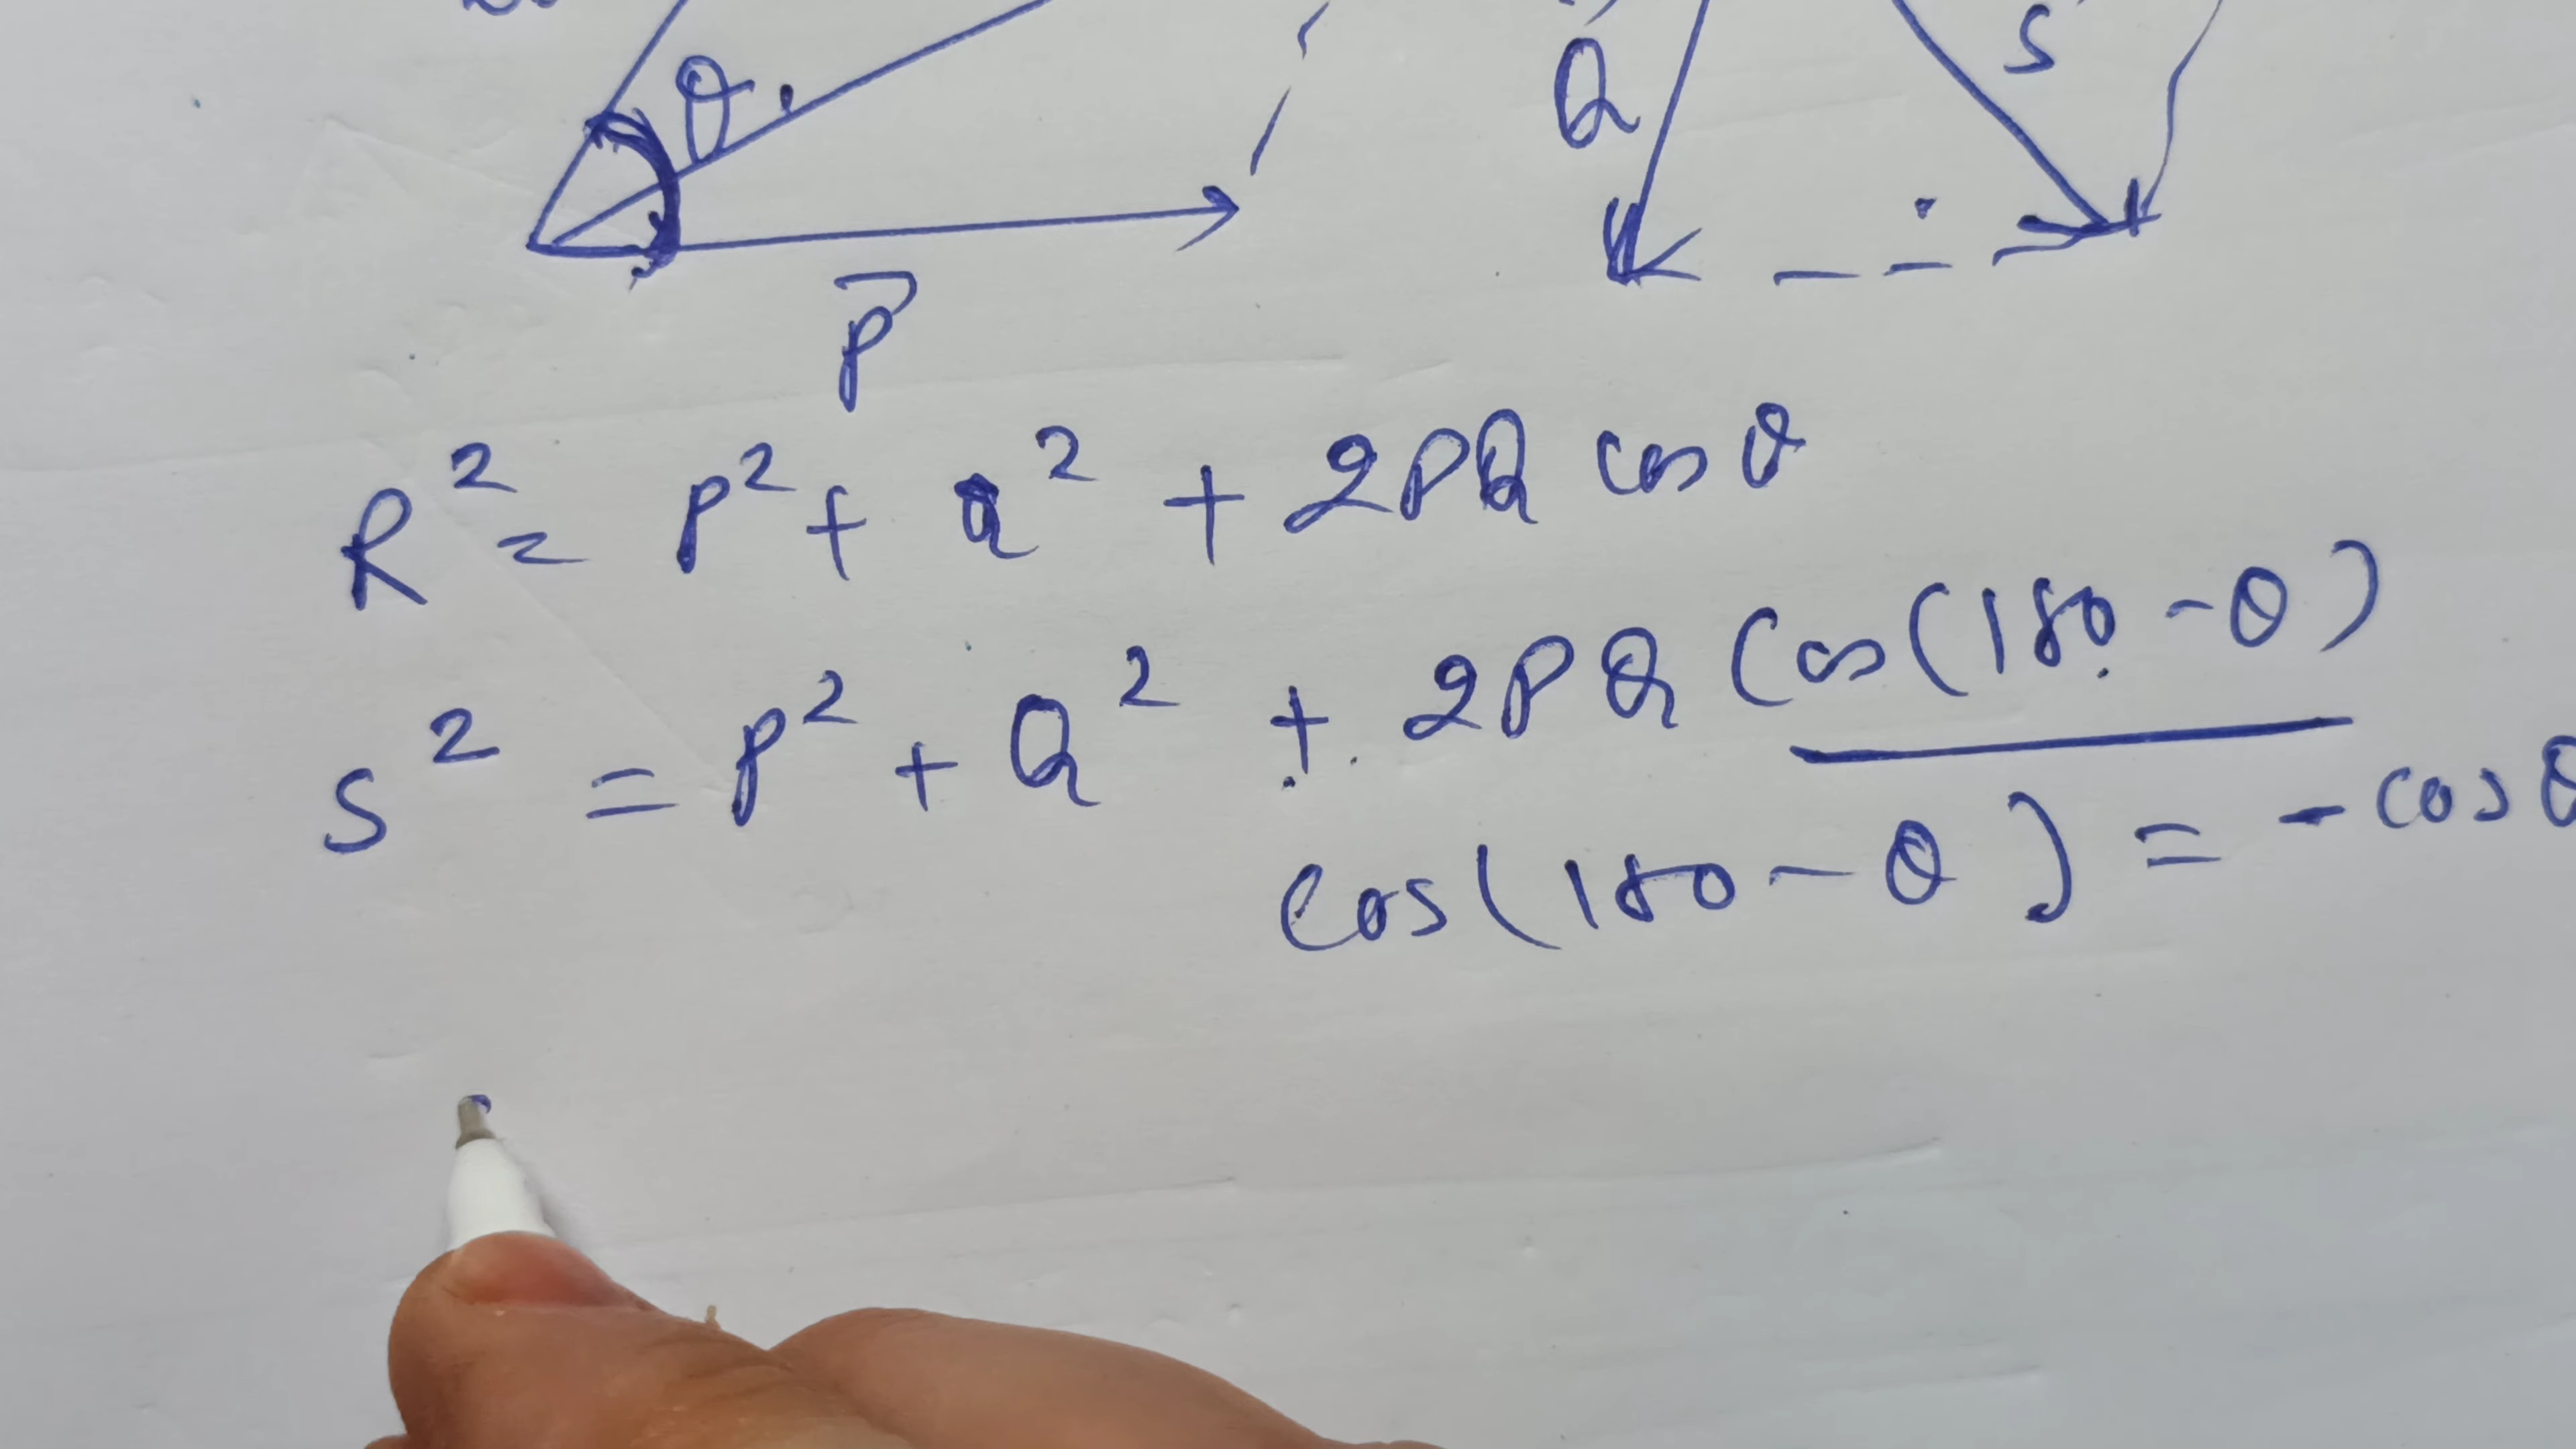 θ
Q
S
P
R² = P² + Q² + 2PQ cos θ
S² = P² + Q² + 2PQ Cos(180 - θ)
Cos(180 - θ) = - cos θ